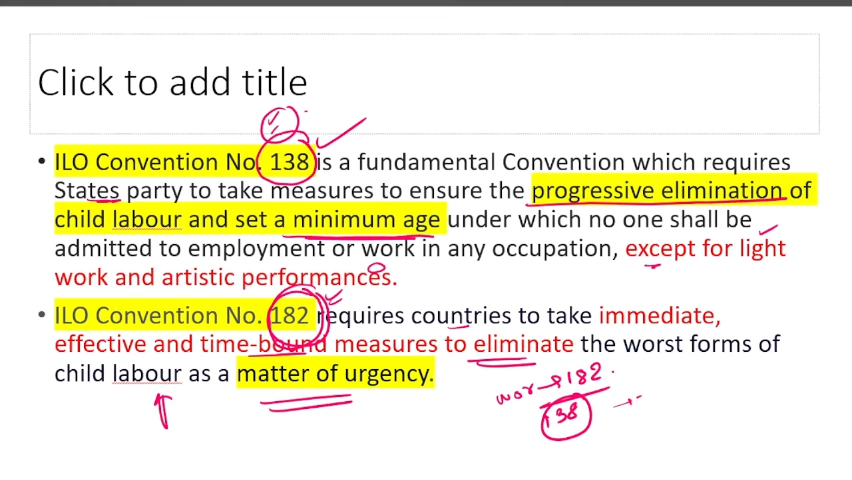 Click to add title
• ILO Convention No. 138 is a fundamental Convention which requires
States party to take measures to ensure the progressive elimination of
child labour and set a minimum age under which no one shall be
admitted to employment or work in any occupation, except for light
work and artistic performances.
• ILO Convention No. 182 requires countries to take immediate,
effective and time-bound measures to eliminate the worst forms of
child labour as a matter of urgency.
wor → 182
138